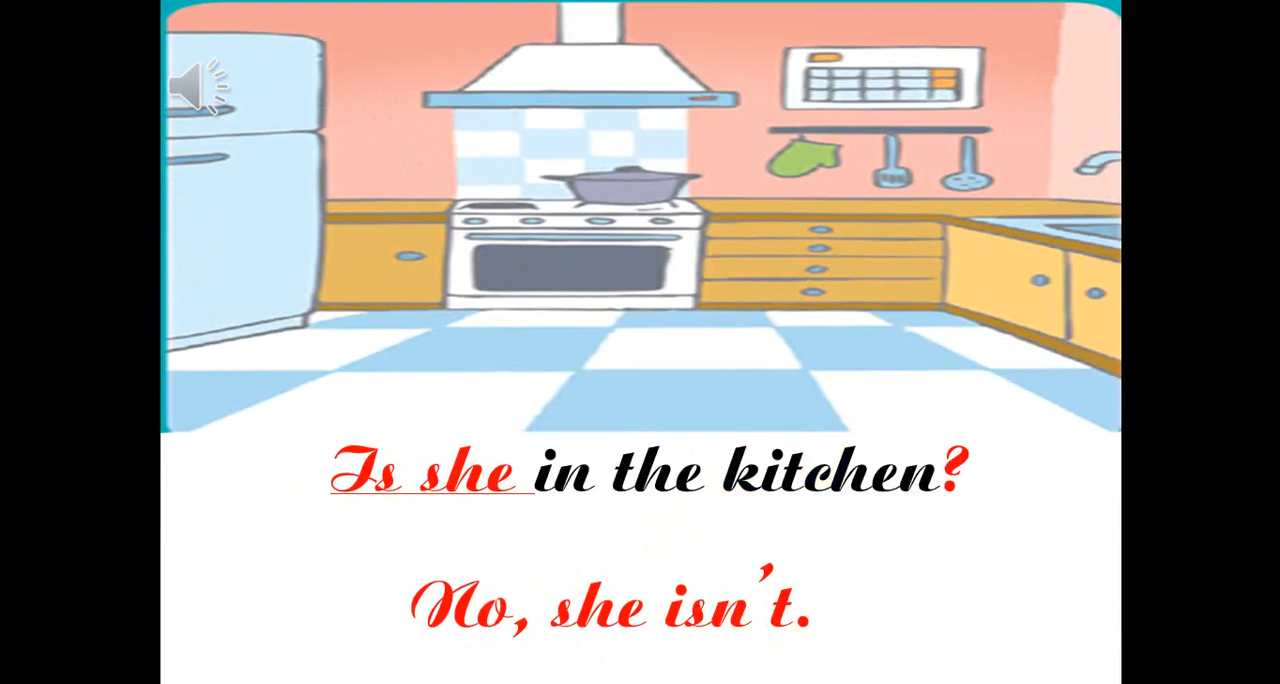 Is she in the kitchen?
No, she isn't.